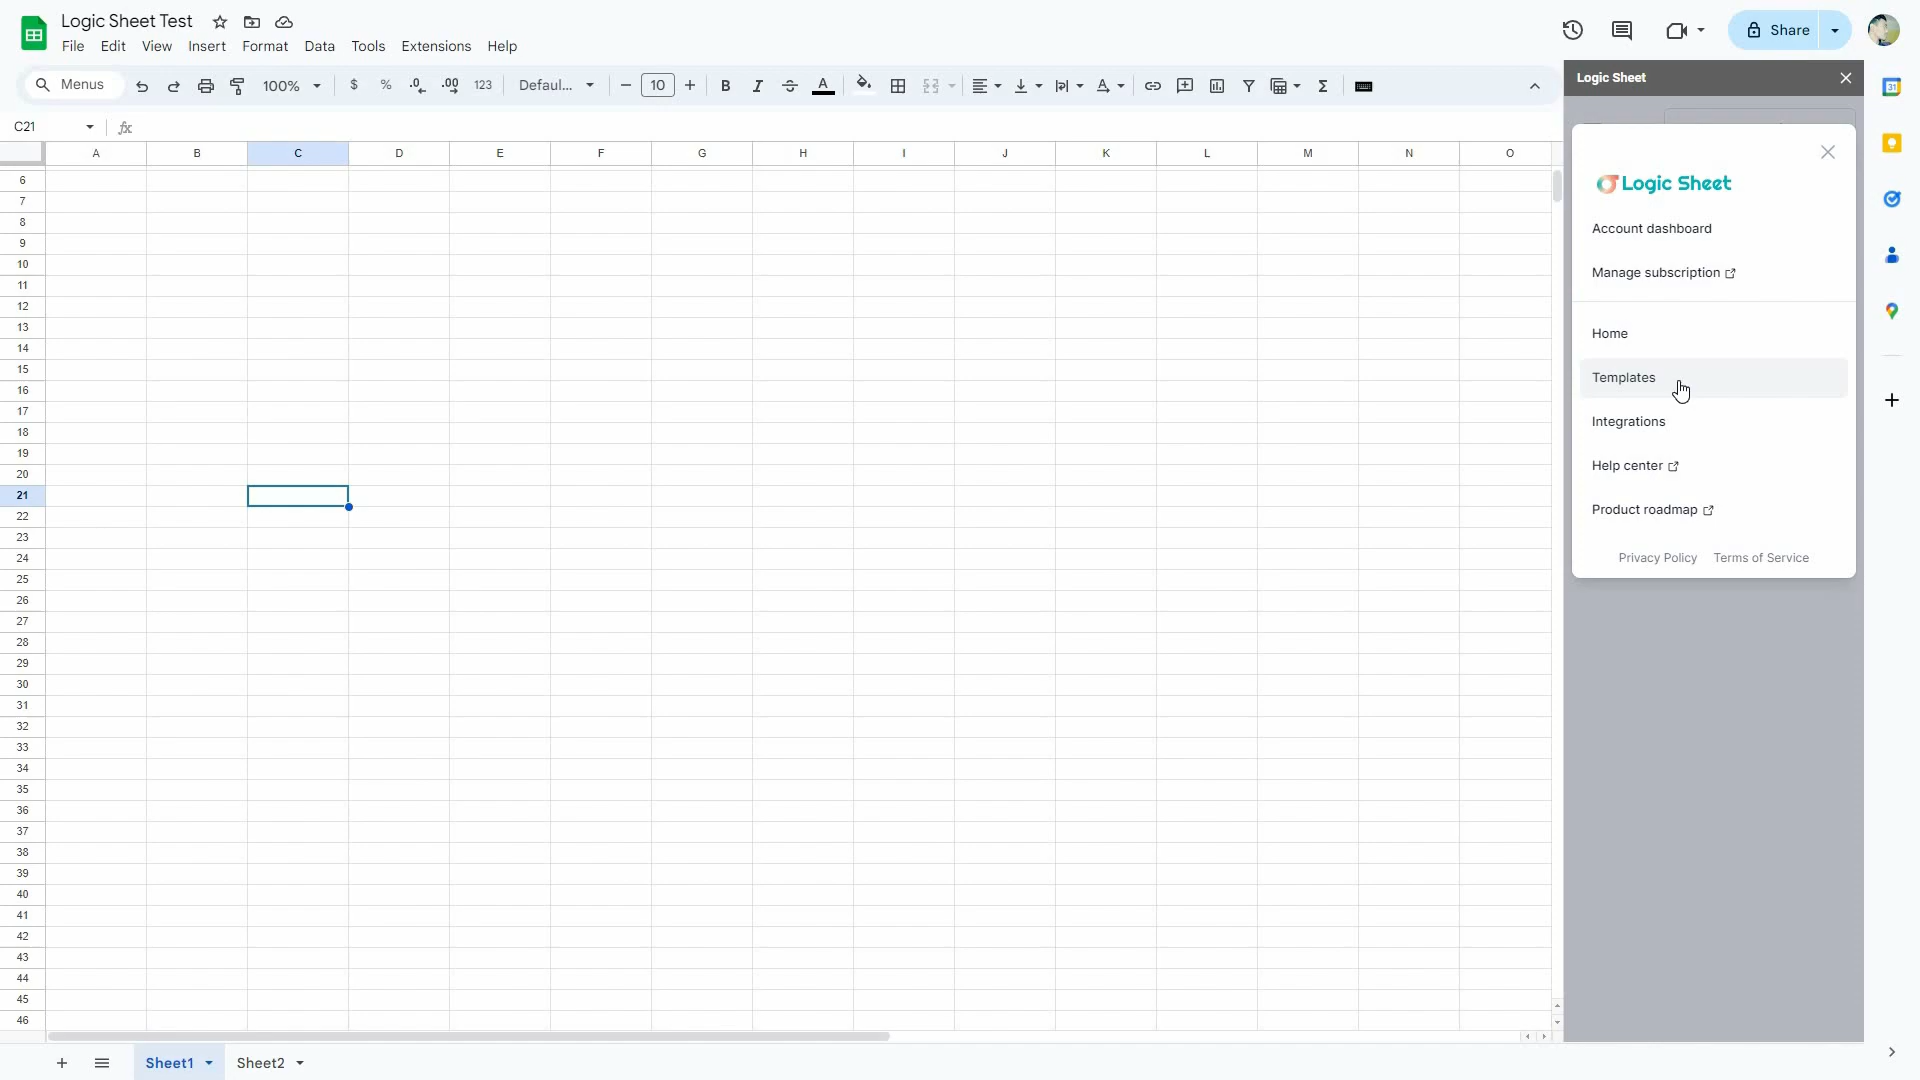 Logic Sheet Test
File Edit View Insert Format Data Tools Extensions Help
Share
Menus 100% $ % .0 .00 123 Defaul... 10 B I A
C21 fx
Logic Sheet
A B C D E F G H I J K L M N O
6
7
8
9
10
11
12
13
14
15
16
17
18
19
20
21
22
23
24
25
26
27
28
29
30
31
32
33
34
35
36
37
38
39
40
41
42
43
44
45
46
Logic Sheet
Account dashboard
Manage subscription
Home
Templates
Integrations
Help center
Product roadmap
Privacy Policy Terms of Service
31
Sheet1 Sheet2